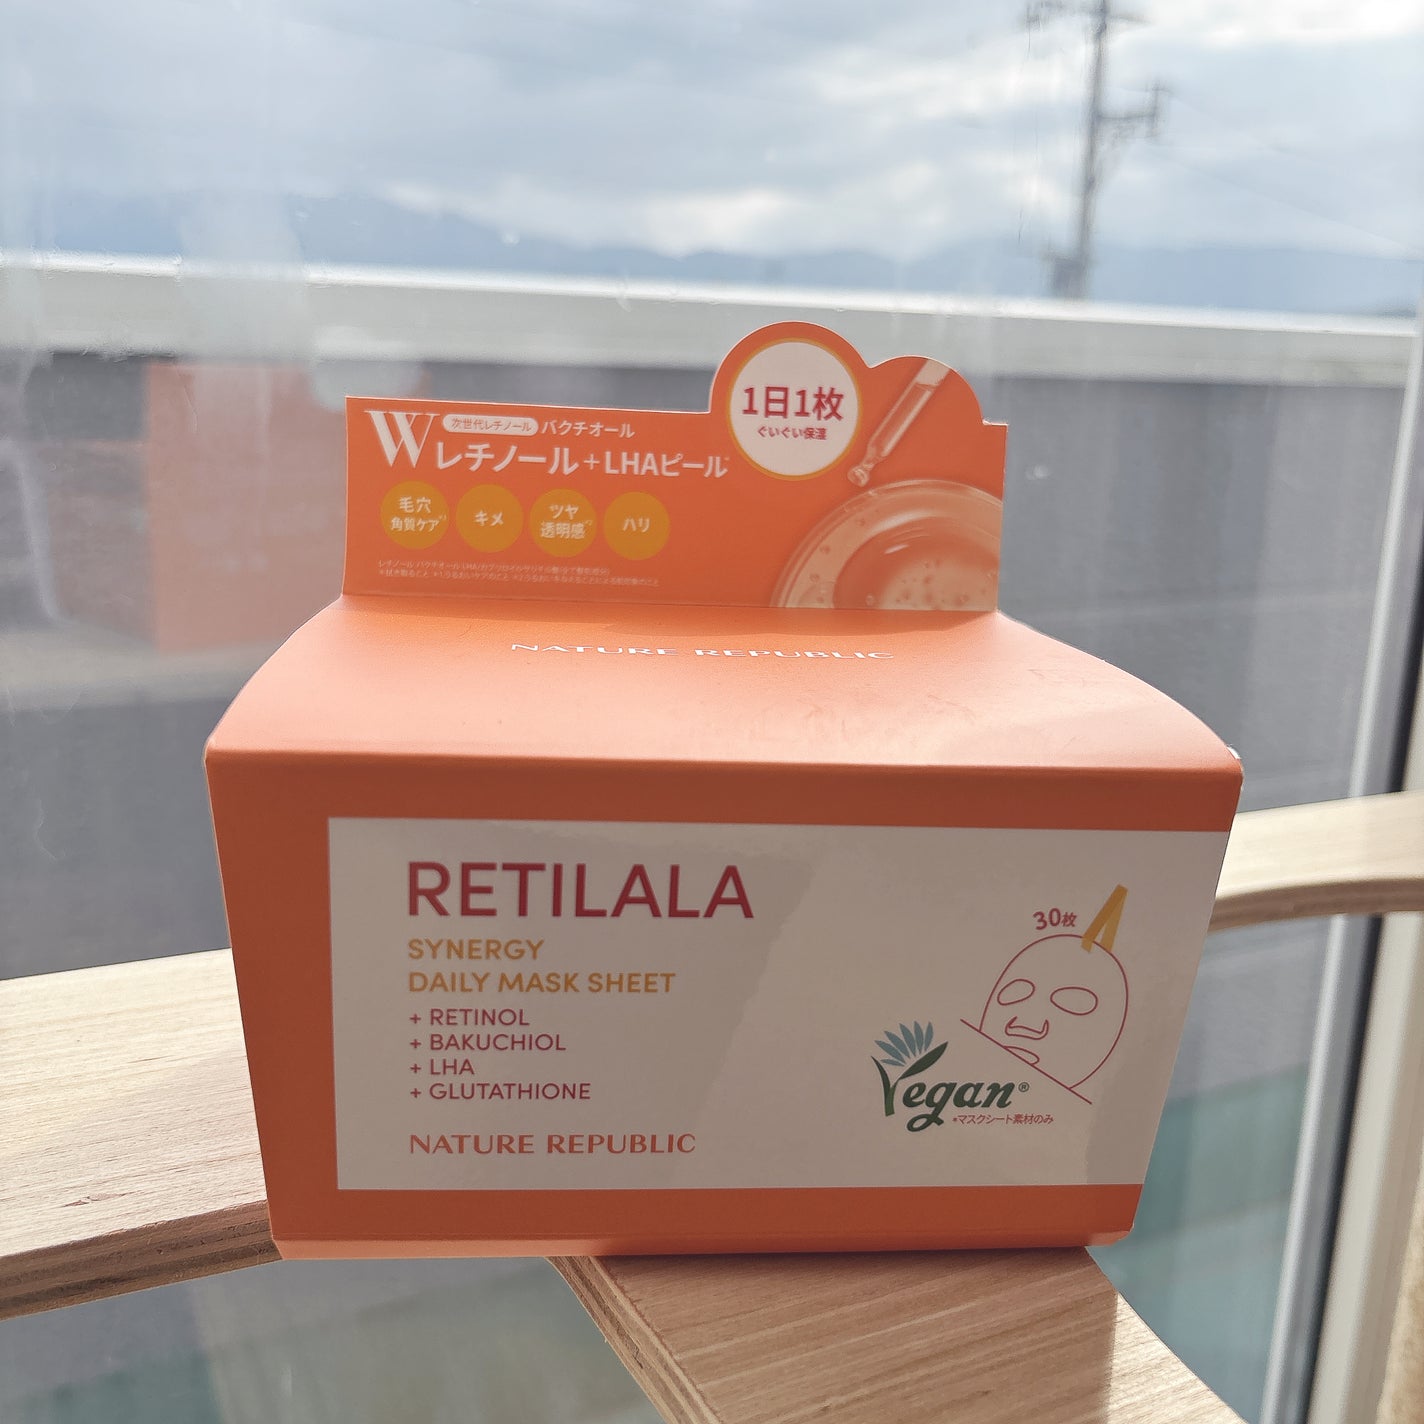 W 次世代レチノール バクチオール
レチノール+LHAピール*
1日1枚
ぐいぐい保湿
毛穴
角質ケア*1
キメ
ツヤ
透明感*2
ハリ
NATURE REPUBLIC
RETILALA
SYNERGY
DAILY MASK SHEET
+ RETINOL
+ BAKUCHIOL
+ LHA
+ GLUTATHIONE
NATURE REPUBLIC
30枚
Vegan®
*マスクシート素材のみ